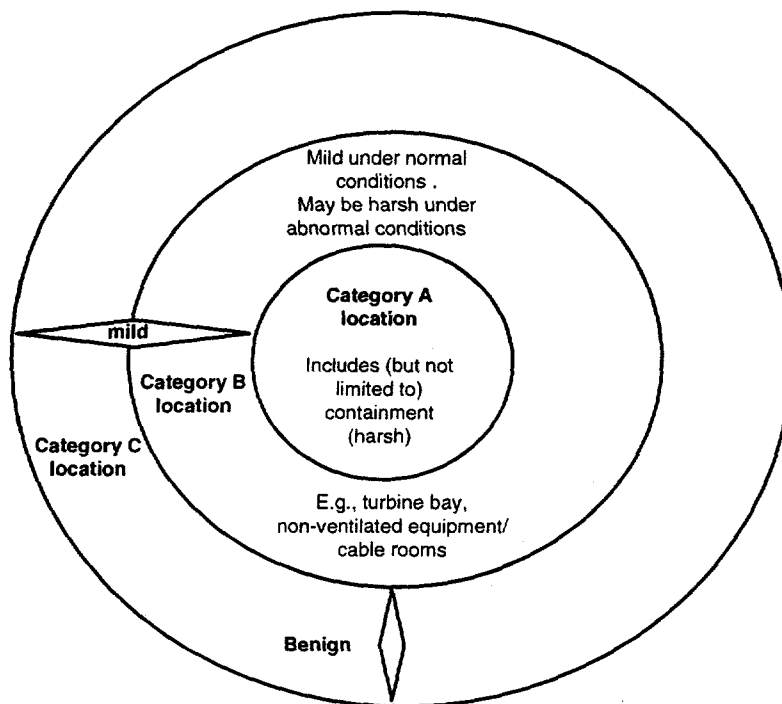 Mild under normal
conditions .
May be harsh under
abnormal conditions
Category A
location
Includes (but not
limited to)
containment
(harsh)
mild
Category B
location
Category C
location
E.g., turbine bay,
non-ventilated equipment/
cable rooms
Benign